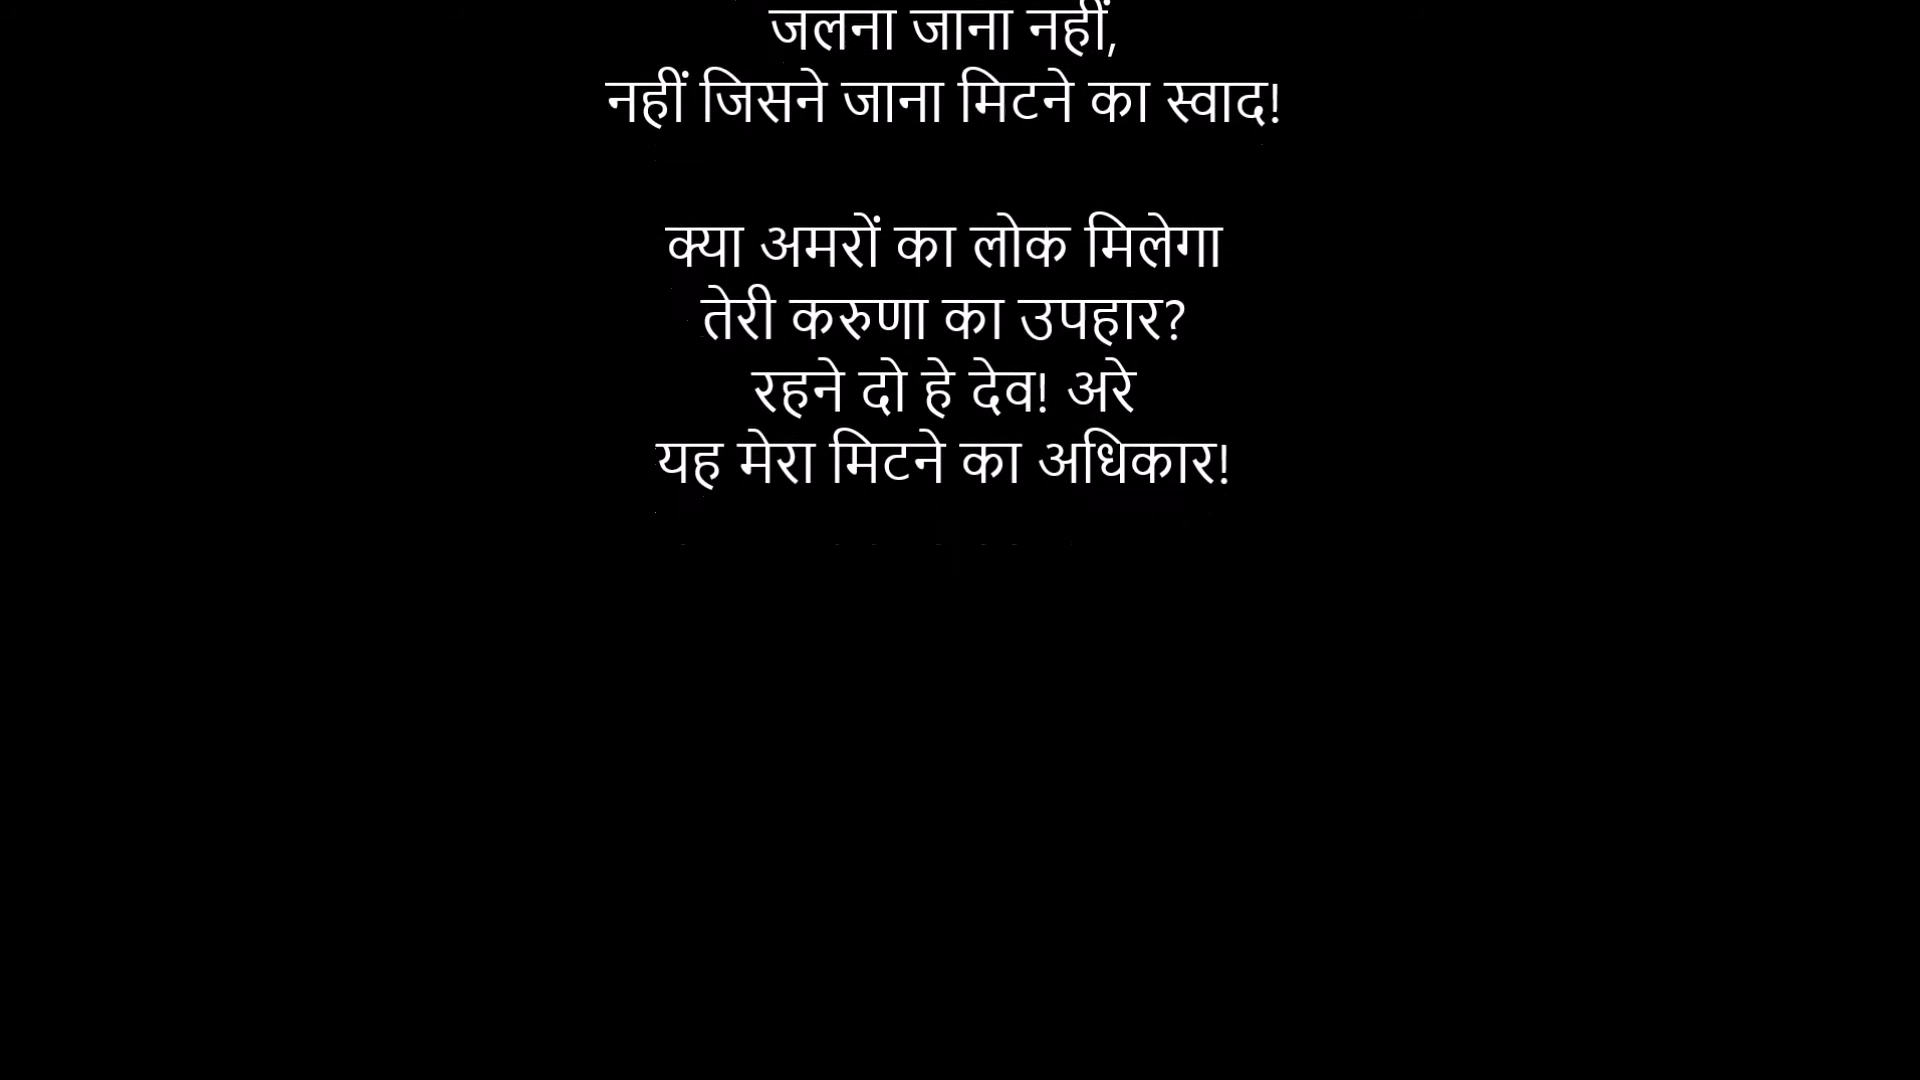 जलना जाना नहीं,
नहीं जिसने जाना मिटने का स्वाद!
क्या अमरों का लोक मिलेगा
तेरी करुणा का उपहार?
रहने दो हे देव! अरे
यह मेरा मिटने का अधिकार!